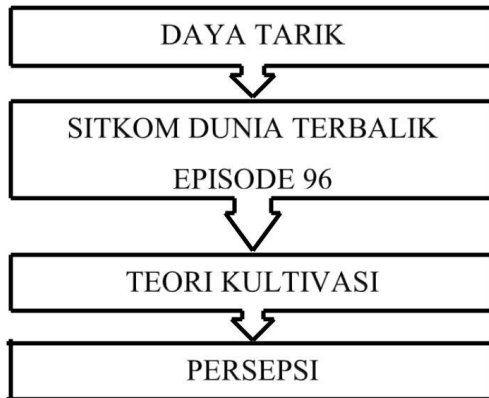 DAYA TARIK
SITKOM DUNIA TERBALIK
EPISODE 96
TEORI KULTIVASI
PERSEPSI